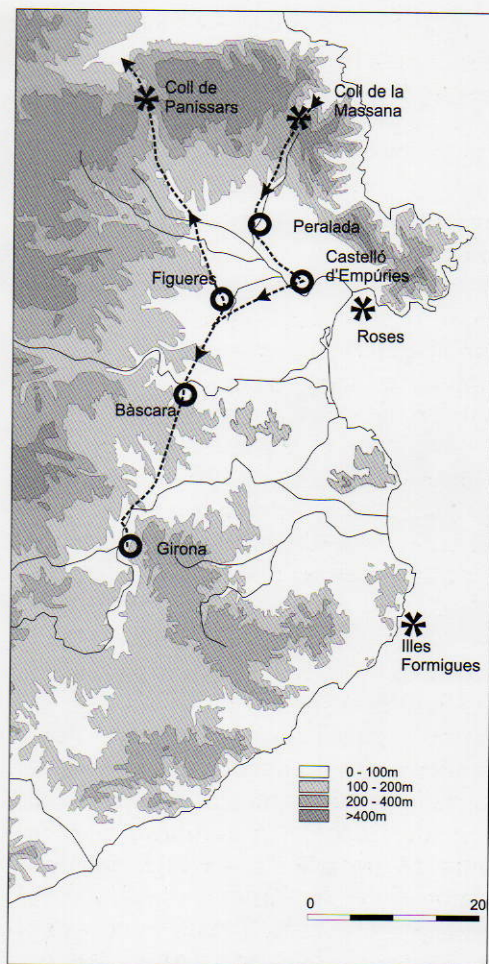 Coll de
Panissars
Coll de la
Massana
Peralada
Castelló
d'Empúries
Figueres
Roses
Bàscara
Girona
Illes
Formigues
0 - 100m
100 - 200m
200 - 400m
>400m
0
20